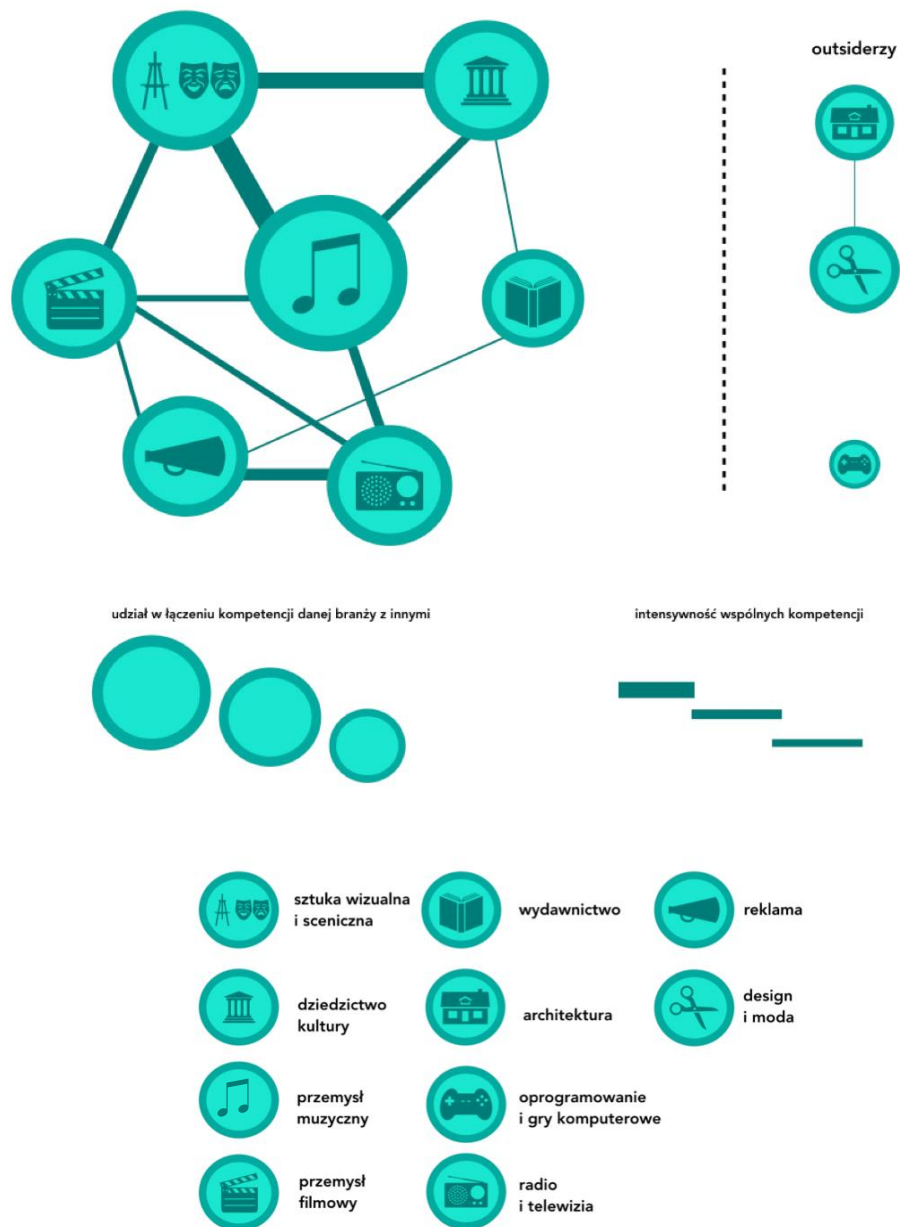 outsiderzy
udział w łączeniu kompetencji danej branży z innymi
intensywność wspólnych kompetencji
sztuka wizualna
i sceniczna
wydawnictwo
reklama
dziedzictwo
kultury
architektura
design
i moda
przemysł
muzyczny
oprogramowanie
i gry komputerowe
przemysł
filmowy
radio
i telewizia